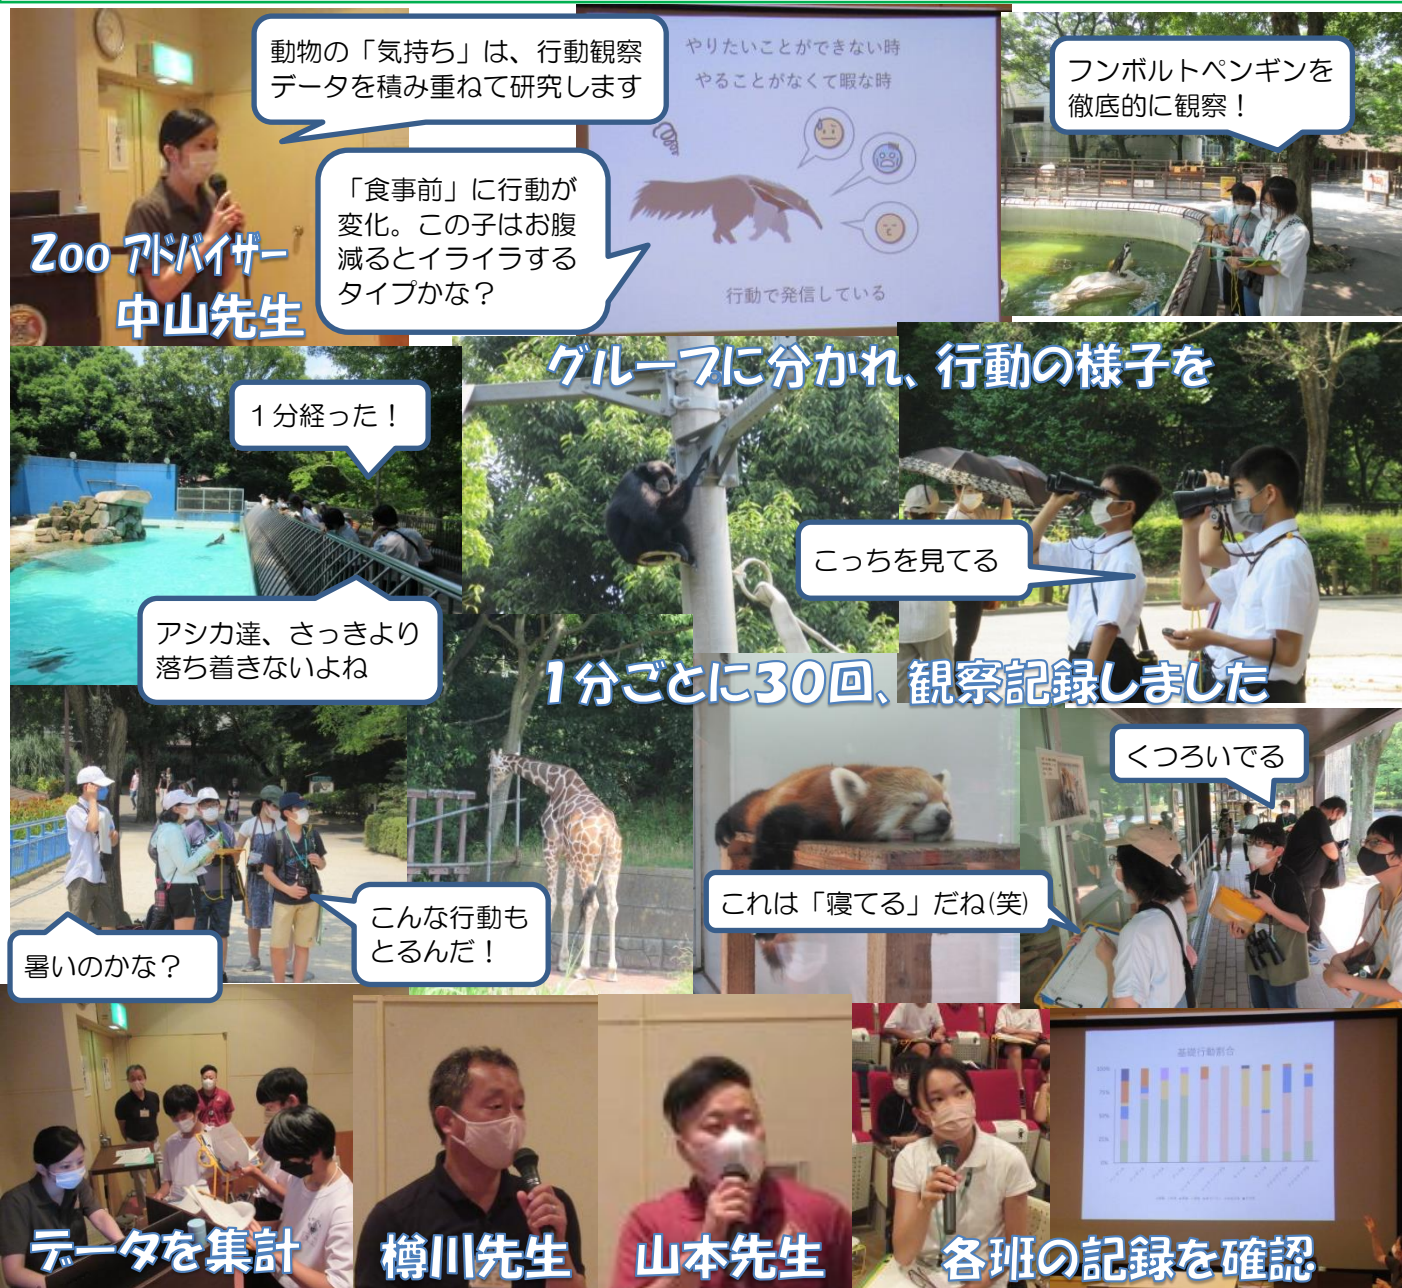 動物の「気持ち」は、行動観察
データを積み重ねて研究します
やりたいことができない時
やることがなくて暇な時
フンボルトペンギンを
徹底的に観察！
「食事前」に行動が
変化。この子はお腹
減るとイライラする
タイプかな？
Zoo アドバイザー
中山先生
行動で発信している
グループに分かれ、行動の様子を
１分経った！
こっちを見てる
アシカ達、さっきより
落ち着きないよね
1分ごとに30回、観察記録しました
くつろいでる
これは「寝てる」だね(笑)
こんな行動も
とるんだ！
暑いのかな？
基礎行動割合
100%
75%
50%
25%
0%
データを集計
樽川先生
山本先生
各班の記録を確認